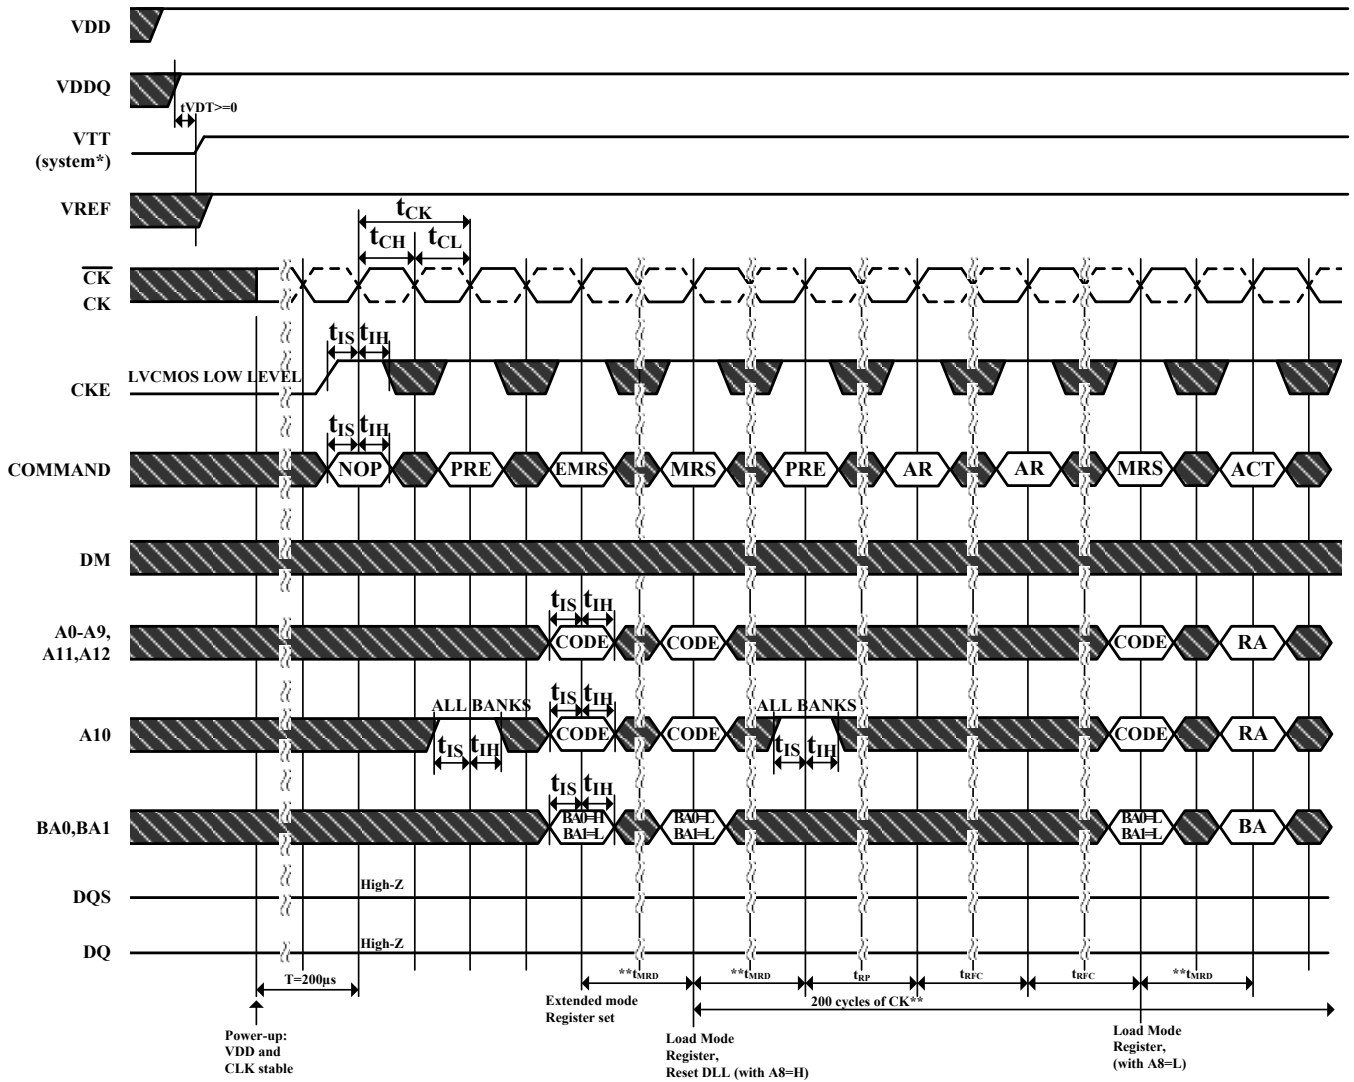 VDD
VDDQ
tVDT>=0
VTT
(system*)
VREF
tCK
tCH tCL
CK
CK
tIS tIH
LVCMOS LOW LEVEL
CKE
tIS tIH
COMMAND NOP PRE EMRS MRS PRE AR AR MRS ACT
DM
tIS tIH
A0-A9,
A11,A12
CODE CODE CODE RA
ALL BANKS tIS tIH ALL BANKS
A10 CODE CODE CODE RA
tIS tIH tIS tIH
tIS tIH
BA0,BA1
BA0=H BA0=L BA0=L
BA1=L BA1=L BA1=L
BA
High-Z
DQS
High-Z
DQ
T=200μs **tMRD **tMRD tRP tRFC tRFC **tMRD
200 cycles of CK**
Extended mode
Register set
Power-up:
VDD and
CLK stable
Load Mode
Register,
Reset DLL (with A8=H)
Load Mode
Register,
(with A8=L)